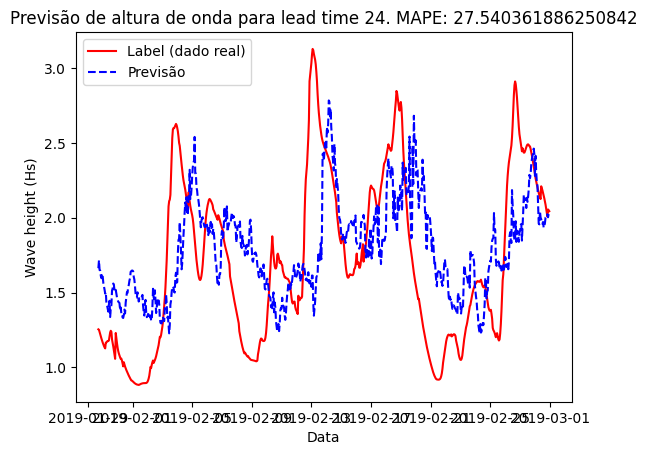 Previsão de altura de onda para lead time 24. MAPE: 27.540361886250842
Label (dado real)
Previsão
3.0
2.5
2.0
1.5
1.0
Wave height (Hs)
2019-01-29 2019-02-01 2019-02-05 2019-02-09 2019-02-13 2019-02-17 2019-02-21 2019-02-25 2019-03-01
Data